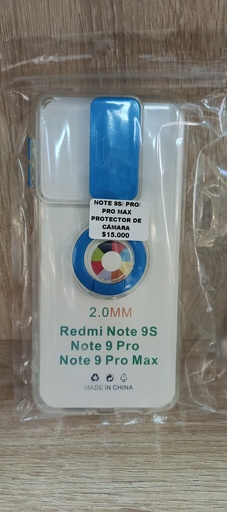 NOTE 9S/ PRO/
PRO MAX
PROTECTOR DE
CÁMARA
$15.000
2.0MM
Redmi Note 9S
Note 9 Pro
Note 9 Pro Max
MADE IN CHINA